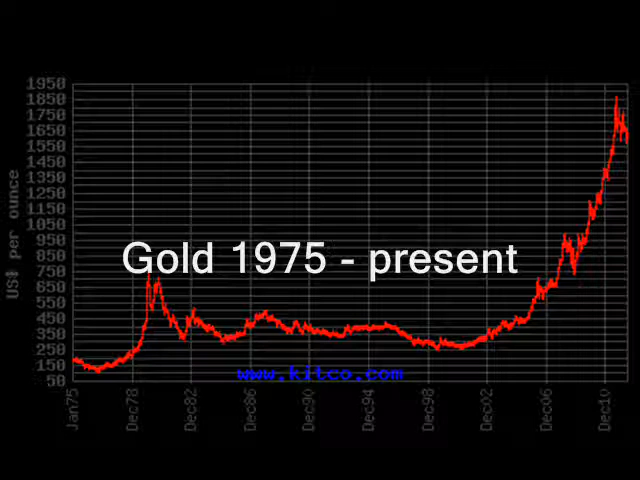 1950
1850
1750
1650
1550
1450
1350
1250
1150
1050
950
850
750
650
550
450
350
250
150
50
US$ per ounce
Gold 1975 - present
www.kitco.com
Jan75
Dec78
Dec82
Dec86
Dec90
Dec94
Dec98
Dec02
Dec06
Dec10